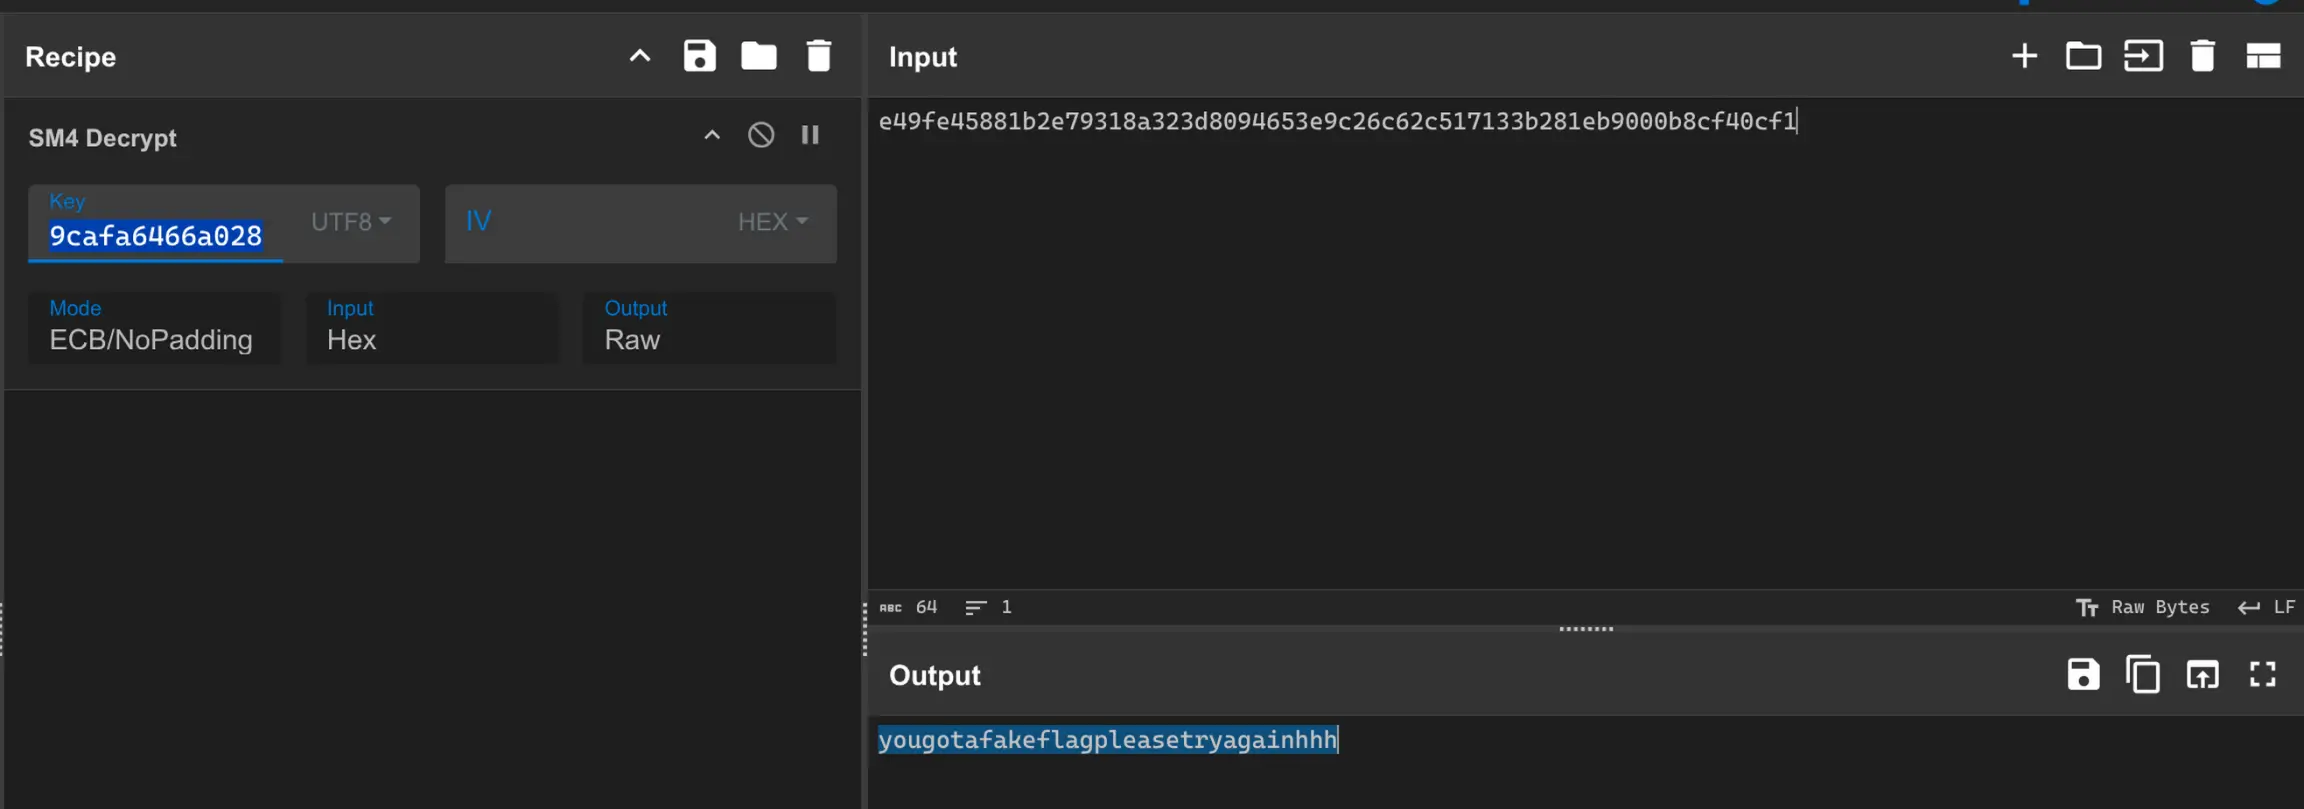 Recipe
SM4 Decrypt
Key
9cafa6466a028
UTF8
IV
HEX
Mode
ECB/NoPadding
Input
Hex
Output
Raw
Input
e49fe45881b2e79318a323d8094653e9c26c62c517133b281eb9000b8cf40cf1
ABC 64 1
Tт Raw Bytes LF
Output
yougotafakeflagpleasetryagainhhh